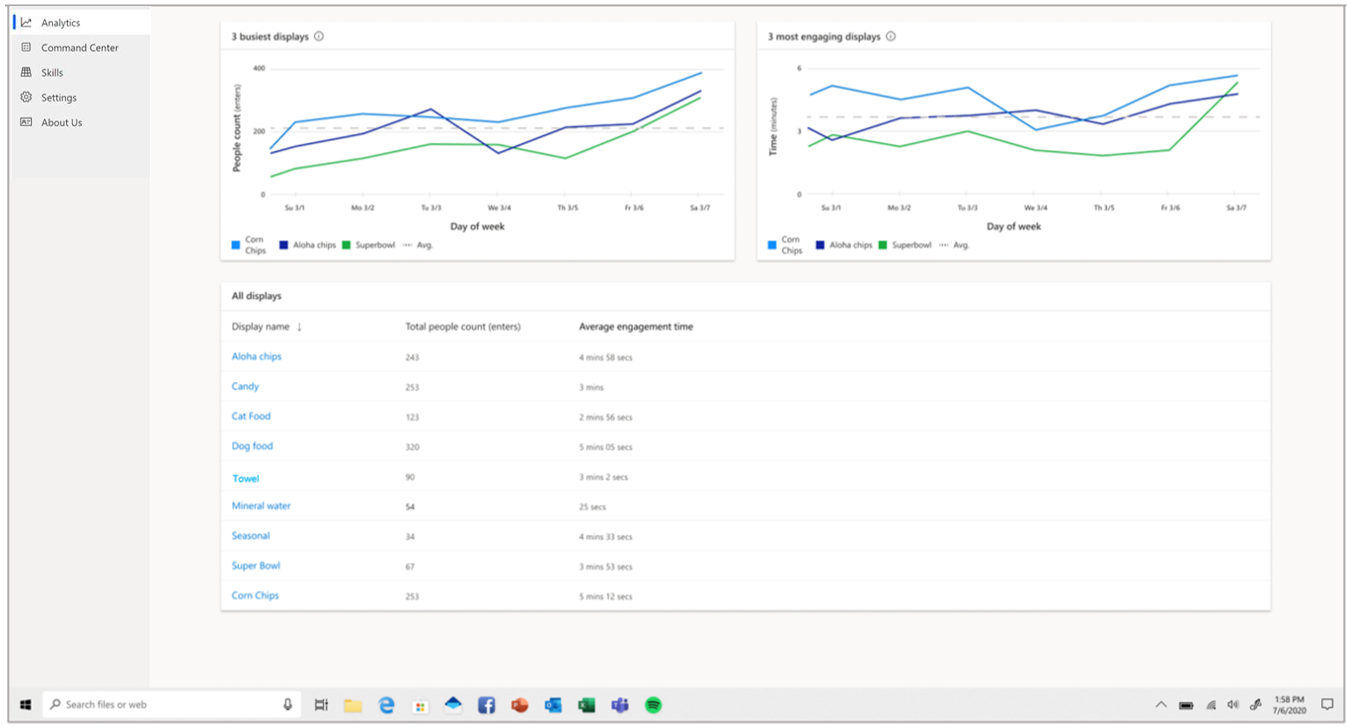 Analytics
Command Center
Skills
Settings
About Us
3 busiest displays
400
200
0
People count (enters)
Su 3/1 Mo 3/2 Tu 3/3 We 3/4 Th 3/5 Fr 3/6 Sa 3/7
Day of week
Corn Chips Aloha chips Superbowl Avg.
3 most engaging displays
6
3
0
Time (minutes)
Su 3/1 Mo 3/2 Tu 3/3 We 3/4 Th 3/5 Fr 3/6 Sa 3/7
Day of week
Corn Chips Aloha chips Superbowl Avg.
All displays
Display name ↓ Total people count (enters) Average engagement time
Aloha chips 243 4 mins 58 secs
Candy 253 3 mins
Cat Food 123 2 mins 56 secs
Dog food 320 5 mins 05 secs
Towel 90 3 mins 2 secs
Mineral water 54 25 secs
Seasonal 34 4 mins 33 secs
Super Bowl 67 3 mins 53 secs
Corn Chips 253 5 mins 12 secs
Search files or web
1:58 PM
7/6/2020